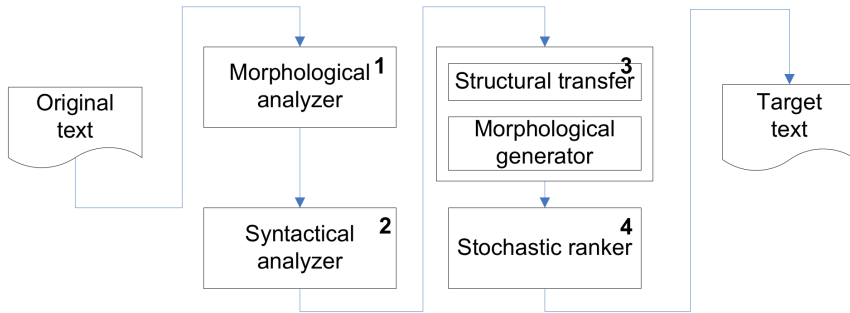 Original
text
Morphological 1
analyzer
Syntactical 2
analyzer
3
Structural transfer
Morphological
generator
4
Stochastic ranker
Target
text